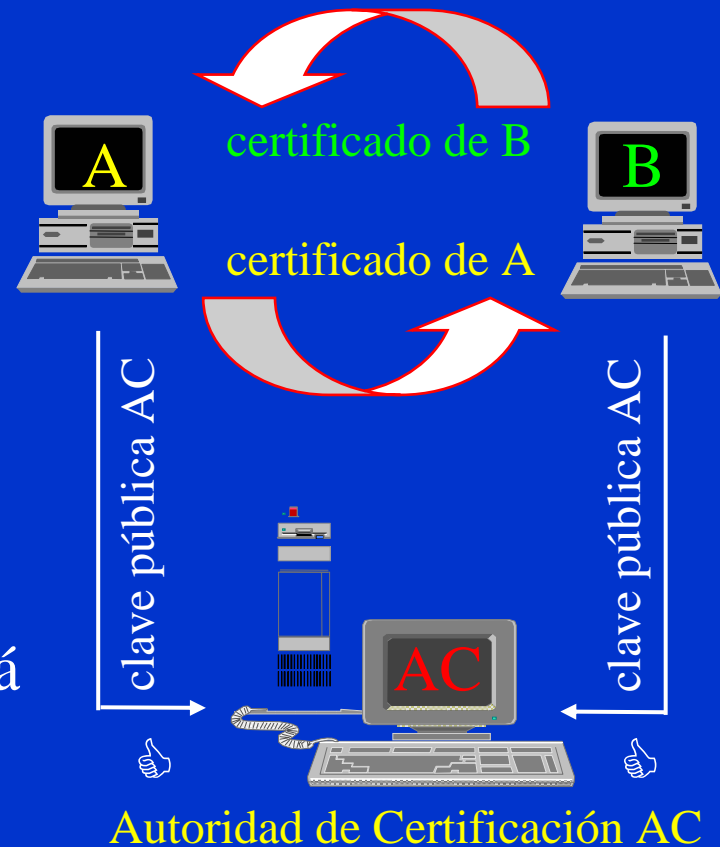 certificado de B
A
B
certificado de A
clave pública AC
clave pública AC
á
AC
Autoridad de Certificación AC